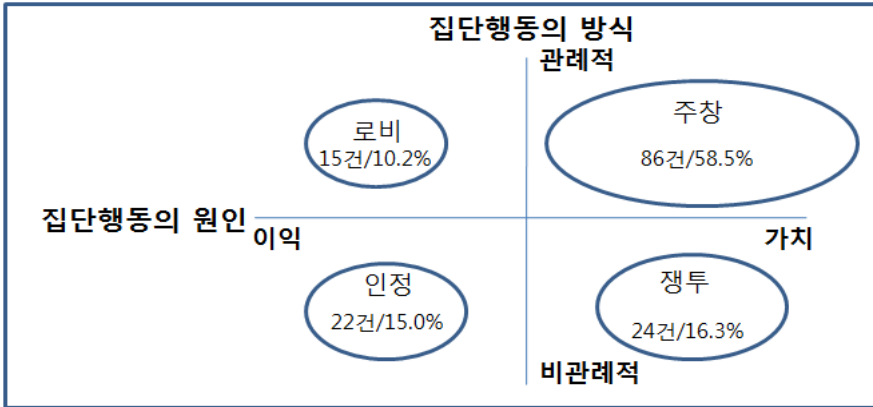 집단행동의 방식
관례적
로비
15건/10.2%
주창
86건/58.5%
집단행동의 원인
이익
가치
인정
22건/15.0%
쟁투
24건/16.3%
비관례적